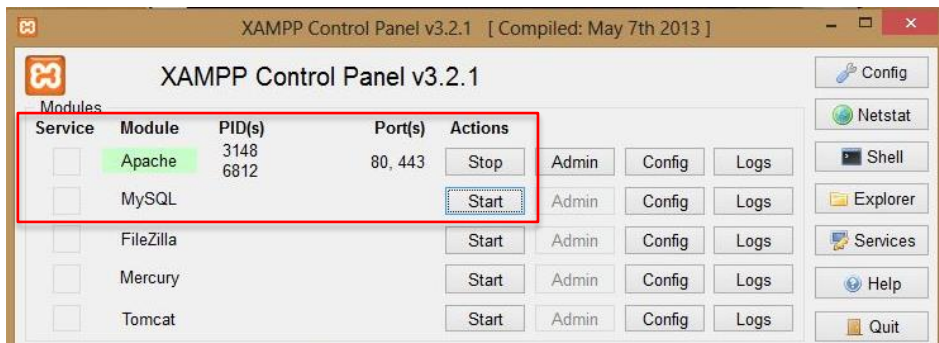 XAMPP Control Panel v3.2.1 [ Compiled: May 7th 2013 ]
XAMPP Control Panel v3.2.1
Config
Modules
Netstat
Service Module PID(s) Port(s) Actions
Apache 3148 6812 80, 443 Stop Admin Config Logs
Shell
MySQL Start Admin Config Logs
Explorer
FileZilla Start Admin Config Logs
Services
Mercury Start Admin Config Logs
Help
Tomcat Start Admin Config Logs
Quit